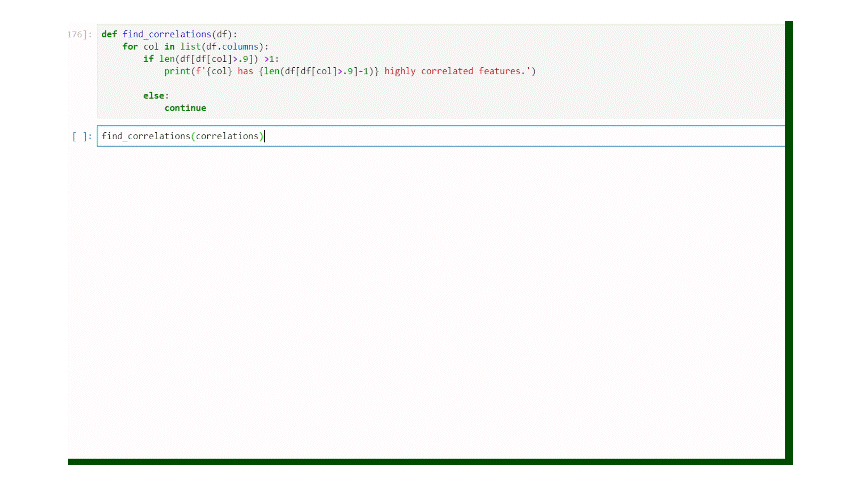 176]: def find_correlations(df):
for col in list(df.columns):
if len(df[df[col]>.9]) >1:
print(f'{col} has {len(df[df[col]>.9]-1)} highly correlated features.')
else:
continue
[ ]: find_correlations(correlations)